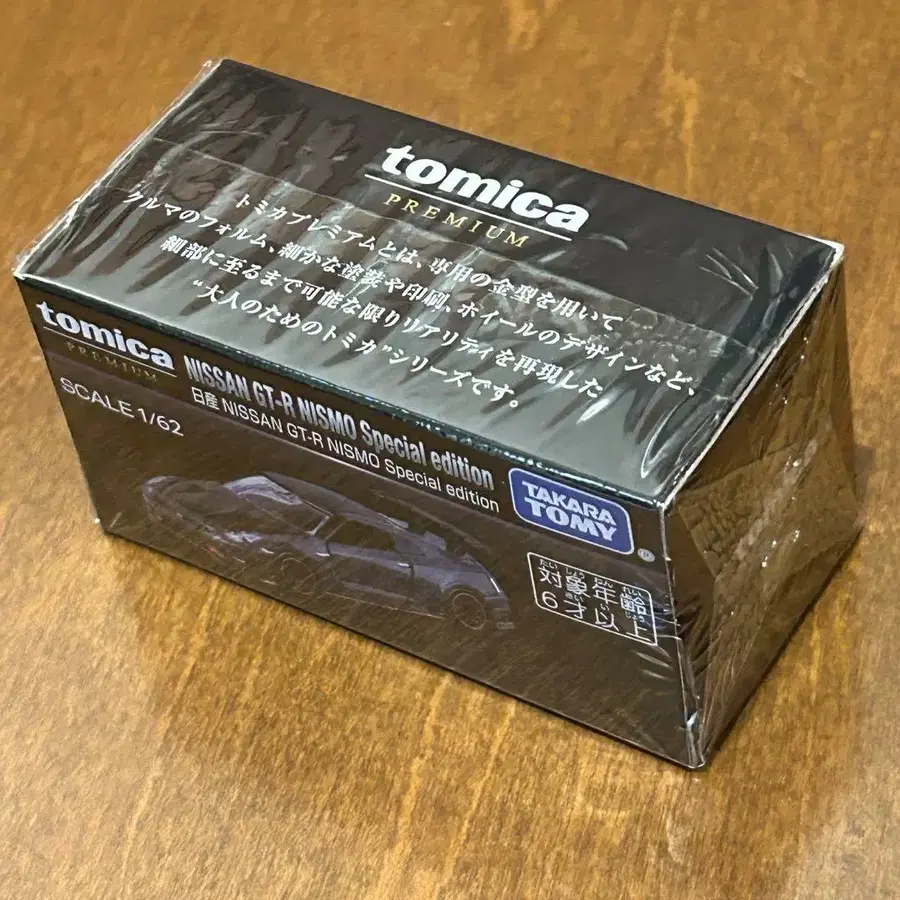 tomica
PREMIUM
トミカプレミアムとは、専用の金型を用いて
クルマのフォルム、細かな塗装や印刷、ホイールのデザインなど、
細部に至るまで可能な限りリアリティを再現した
“大人のためのトミカ”シリーズです。
tomica
PREMIUM
SCALE 1/62
NISSAN GT-R NISMO Special edition
日産 NISSAN GT-R NISMO Special edition
TAKARA
TOMY
®
対象年齢
6才以上